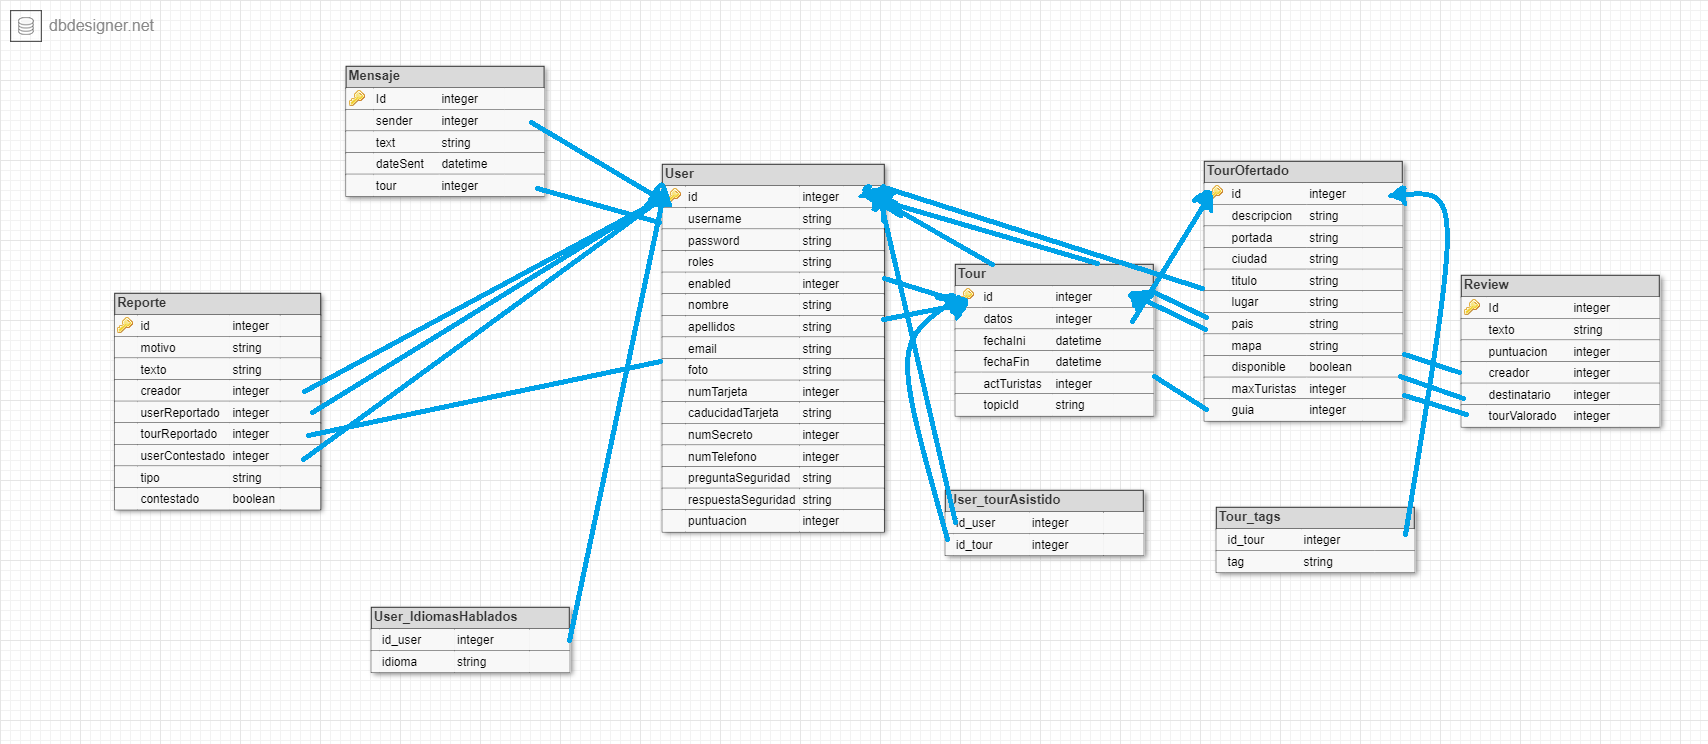 dbdesigner.net
Mensaje
Id integer
sender integer
text string
dateSent datetime
tour integer
User
id integer
username string
password string
roles string
enabled integer
nombre string
apellidos string
email string
foto string
numTarjeta integer
caducidadTarjeta string
numSecreto integer
numTelefono integer
preguntaSeguridad string
respuestaSeguridad string
puntuacion integer
TourOfertado
id integer
descripcion string
portada string
ciudad string
titulo string
lugar string
pais string
mapa string
disponible boolean
maxTuristas integer
guia integer
Tour
id integer
datos integer
fechaIni datetime
fechaFin datetime
actTuristas integer
topicId string
Review
Id integer
texto string
puntuacion integer
creador integer
destinatario integer
tourValorado integer
Reporte
id integer
motivo string
texto string
creador integer
userReportado integer
tourReportado integer
userContestado integer
tipo string
contestado boolean
User_tourAsistido
id_user integer
id_tour integer
Tour_tags
id_tour integer
tag string
User_IdiomasHablados
id_user integer
idioma string